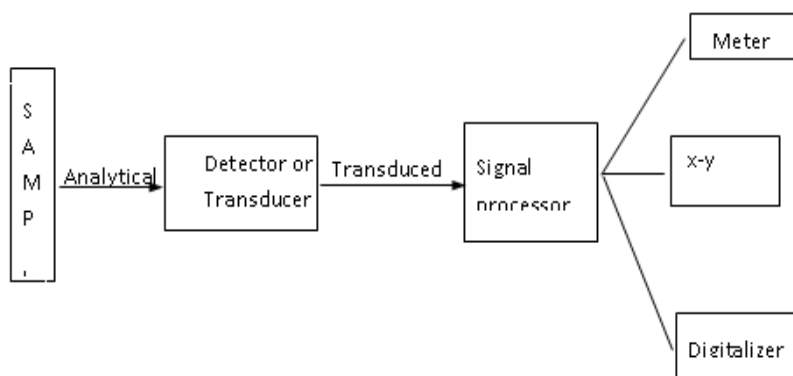 S
A
M
P
Analytical
Detector or
Transducer
Transduced
Signal
processor
Meter
x-y
Digitalizer